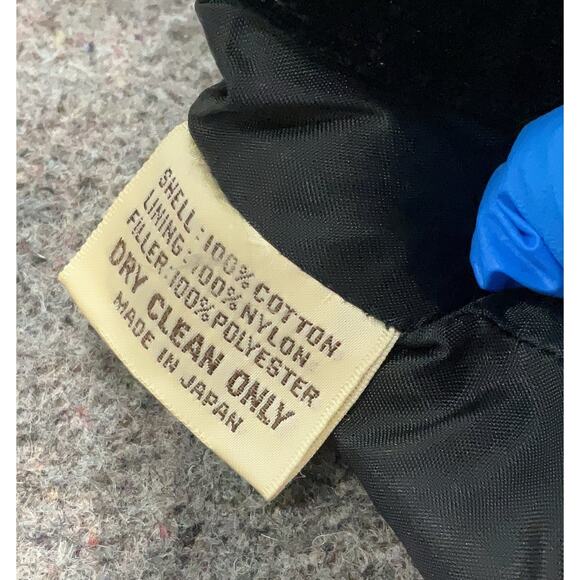 SHELL:100% COTTON
LINING:100% NYLON
FILLER:100% POLYESTER
DRY CLEAN ONLY
MADE IN JAPAN